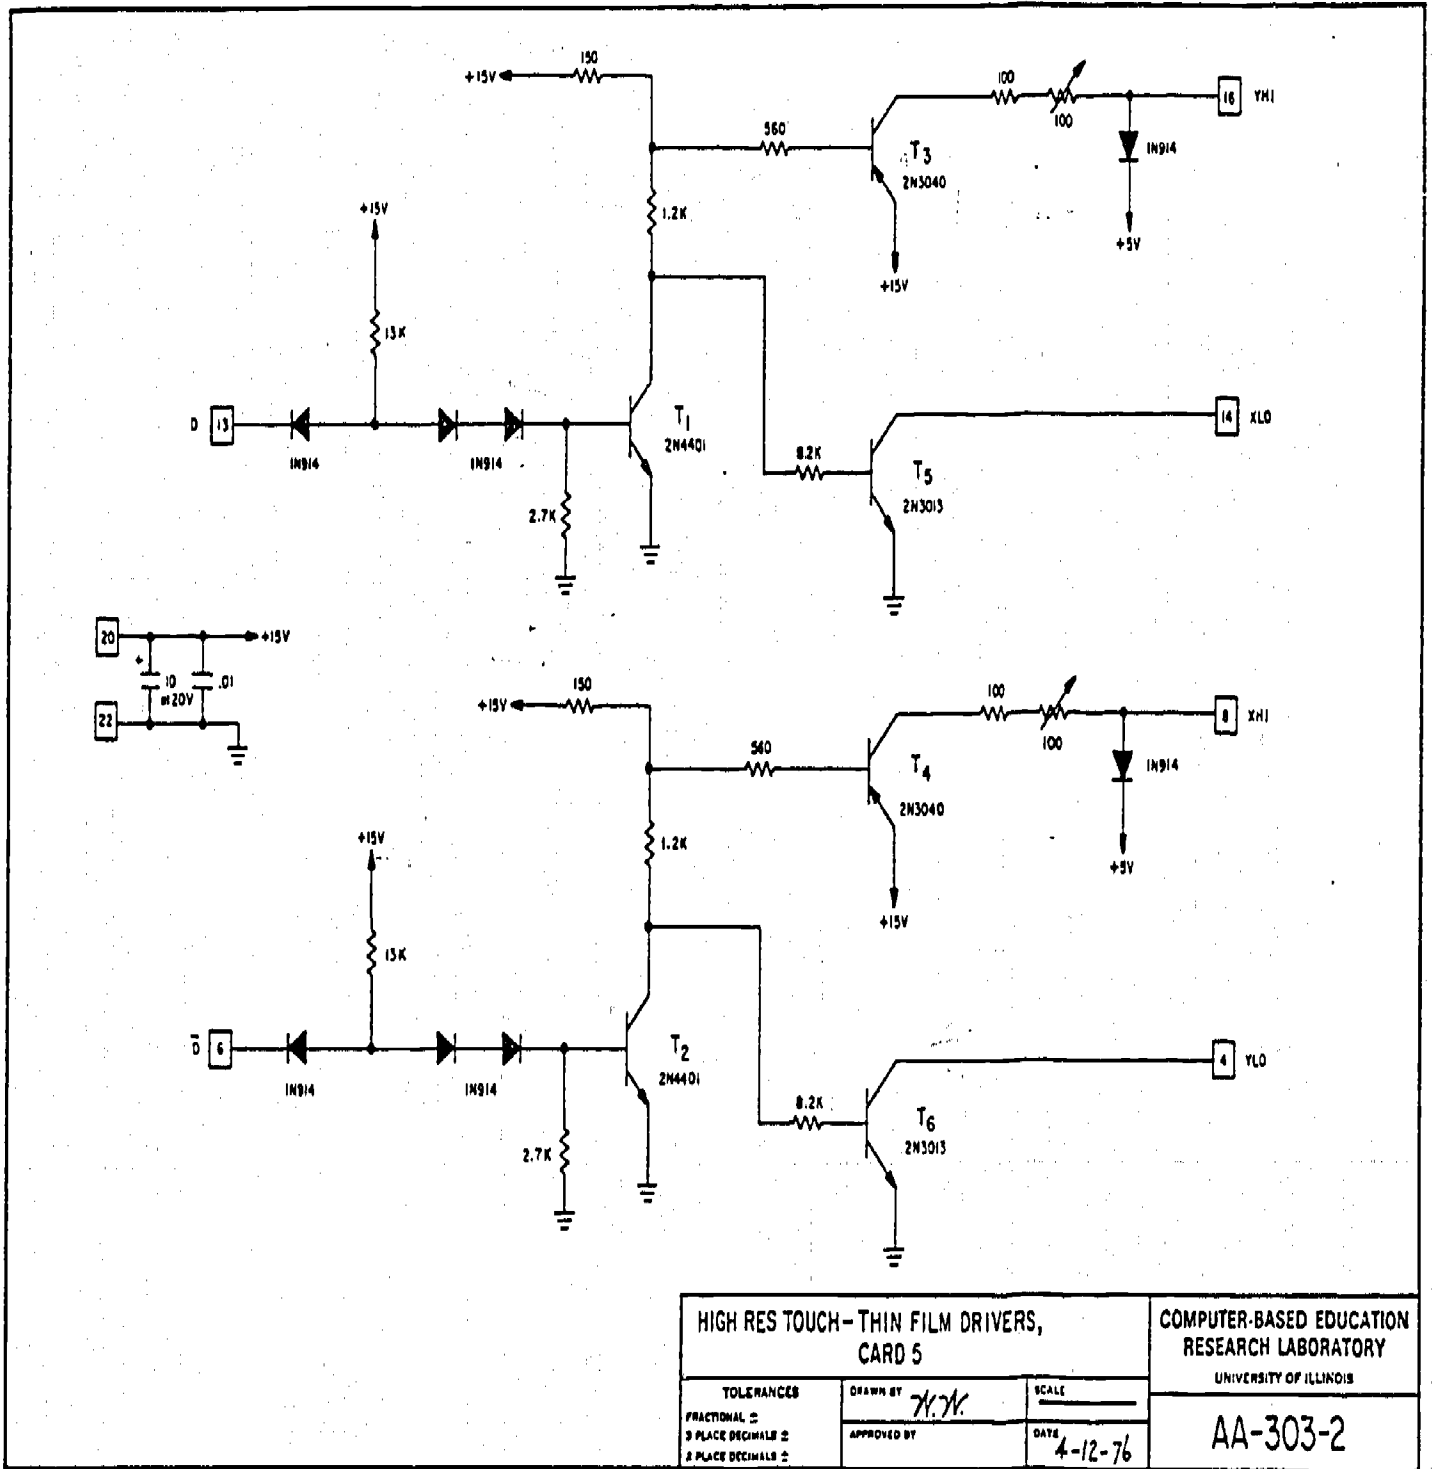 150
+15V
100
100
16 YHI
560
T3
2N3040
1N914
+5V
+15V
1.2K
+15V
15K
D 13
1N914
1N914
T1
2N4401
2.7K
8.2K
T5
2N3013
14 XLO
20
+15V
+
10
at 20V
.01
22
150
+15V
100
100
8 XHI
560
T4
2N3040
1N914
+5V
+15V
1.2K
+15V
15K
D̅ 6
1N914
1N914
T2
2N4401
2.7K
8.2K
T6
2N3013
4 YLO
HIGH RES TOUCH-THIN FILM DRIVERS,
CARD 5
COMPUTER-BASED EDUCATION
RESEARCH LABORATORY
UNIVERSITY OF ILLINOIS
TOLERANCES
FRACTIONAL ±
3 PLACE DECIMALS ±
2 PLACE DECIMALS ±
DRAWN BY
SCALE
APPROVED BY
DATE 4-12-76
AA-303-2